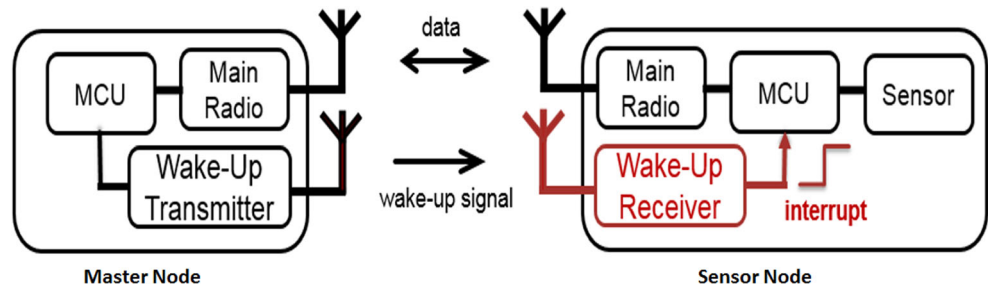 data
MCU
Main
Radio
Wake-Up
Transmitter
wake-up signal
Main
Radio
MCU
Sensor
Wake-Up
Receiver
interrupt
Master Node
Sensor Node